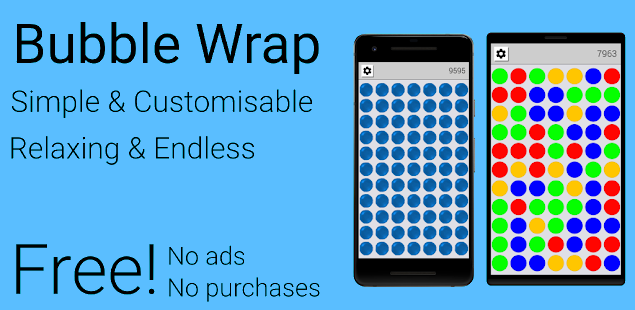 Bubble Wrap
Simple & Customisable
Relaxing & Endless
Free!
No ads
No purchases
9595
7963